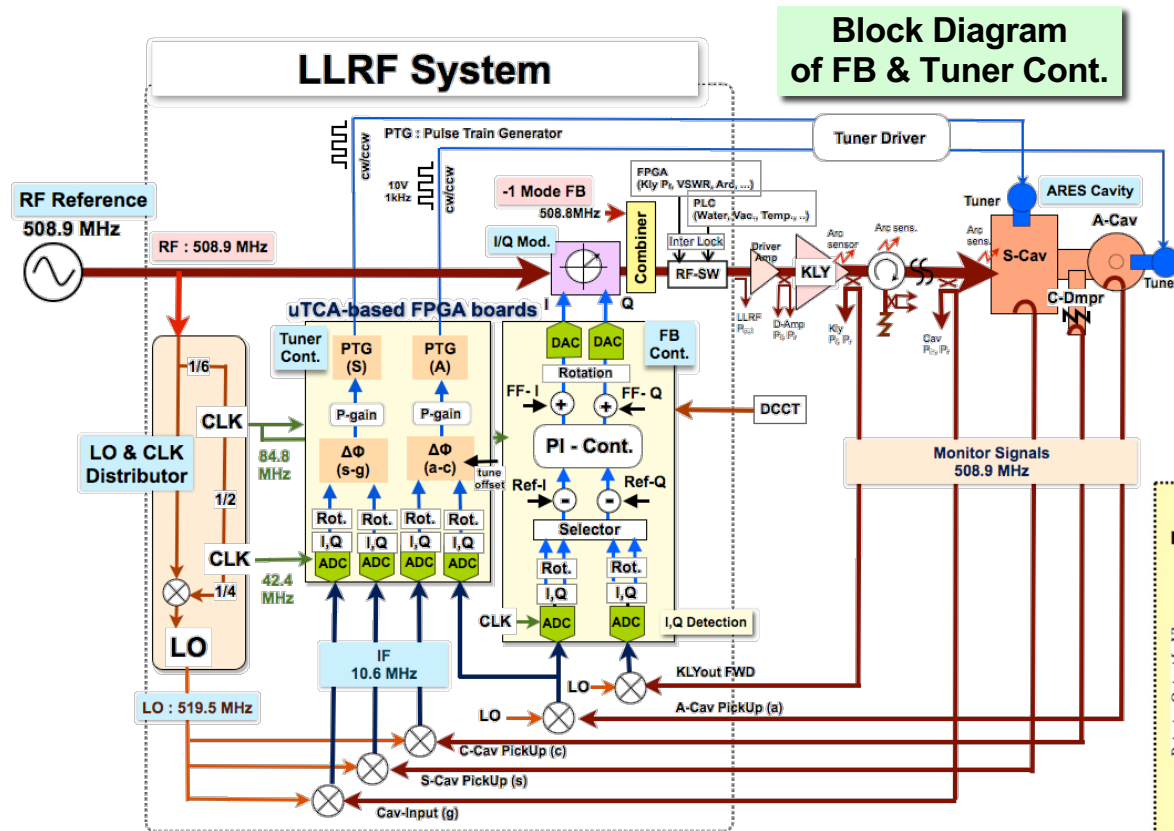 Block Diagram
of FB & Tuner Cont.
LLRF System
PTG : Pulse Train Generator
cw/ccw
10V
1kHz
cw/ccw
Tuner Driver
FPGA
(Kly Pf, VSWR, Arc, ...)
PLC
(Water, Vac., Temp., ..)
-1 Mode FB
508.8MHz
Combiner
Inter Lock
RF-SW
I/Q Mod.
I
Q
Driver
Amp
KLY
Arc
sensor
Arc sens.
Arc
sens.
Tuner
ARES Cavity
A-Cav
S-Cav
Tune
C-Dmpr
RF Reference
508.9 MHz
RF : 508.9 MHz
LLRF
D-Amp
Kly
Cav
uTCA-based FPGA boards
Tuner
Cont.
PTG
(S)
PTG
(A)
P-gain
P-gain
ΔΦ
(s-g)
ΔΦ
(a-c)
tune
offset
Rot.
Rot.
Rot.
Rot.
I,Q
I,Q
I,Q
I,Q
ADC
ADC
ADC
ADC
FB
Cont.
DAC
DAC
Rotation
FF- I
+
+
FF- Q
PI - Cont.
Ref-I
-
-
Ref-Q
Selector
Rot.
Rot.
I,Q
I,Q
CLK
ADC
ADC
I,Q Detection
DCCT
Monitor Signals
508.9 MHz
1/6
CLK
84.8
MHz
LO & CLK
Distributor
1/2
CLK
42.4
MHz
1/4
LO
LO : 519.5 MHz
IF
10.6 MHz
LO
KLYout FWD
LO
A-Cav PickUp (a)
C-Cav PickUp (c)
S-Cav PickUp (s)
Cav-Input (g)